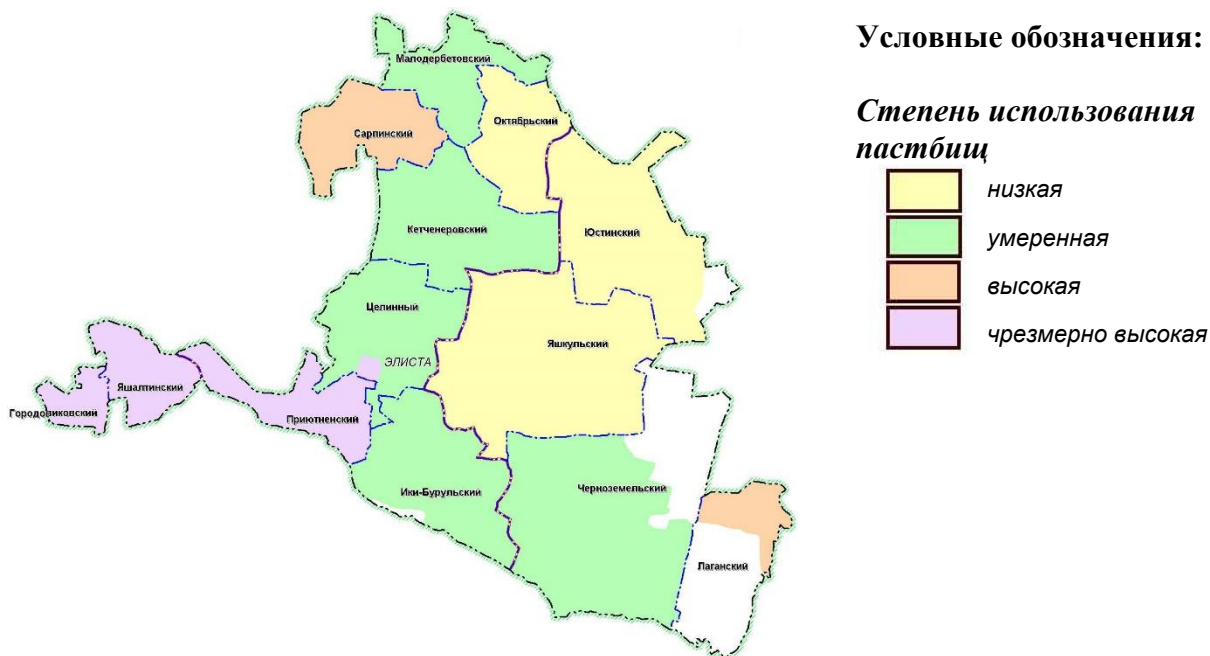 Условные обозначения:
Степень использования
пастбищ
низкая
умеренная
высокая
чрезмерно высокая
Малодербетовский
Октябрьский
Сарпинский
Кетченеровский
Юстинский
Целинный
ЭЛИСТА
Яшкульский
Яшалтинский
Городовиковский
Приютненский
Ики-Бурульский
Черноземельский
Лаганский